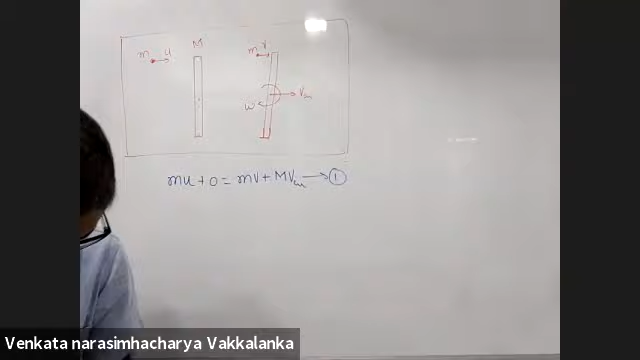 m u M m V
ω V_cm
mu + 0 = mV + MV_cm → ①
Venkata narasimhacharya Vakkalanka